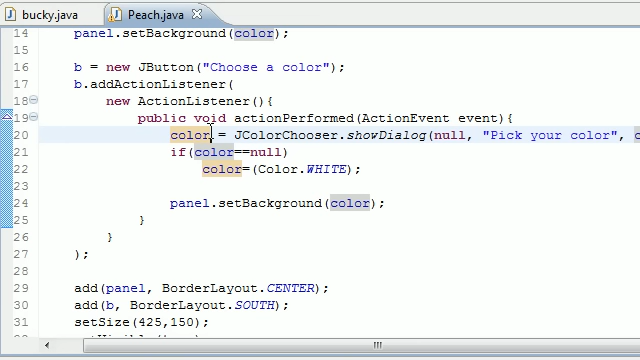 bucky.java Peach.java
14 panel.setBackground(color);
15
16 b = new JButton("Choose a color");
17 b.addActionListener(
18 new ActionListener(){
19 public void actionPerformed(ActionEvent event){
20 color = JColorChooser.showDialog(null, "Pick your color", c
21 if(color==null)
22 color=(Color.WHITE);
23
24 panel.setBackground(color);
25 }
26 }
27 );
28
29 add(panel, BorderLayout.CENTER);
30 add(b, BorderLayout.SOUTH);
31 setSize(425,150);